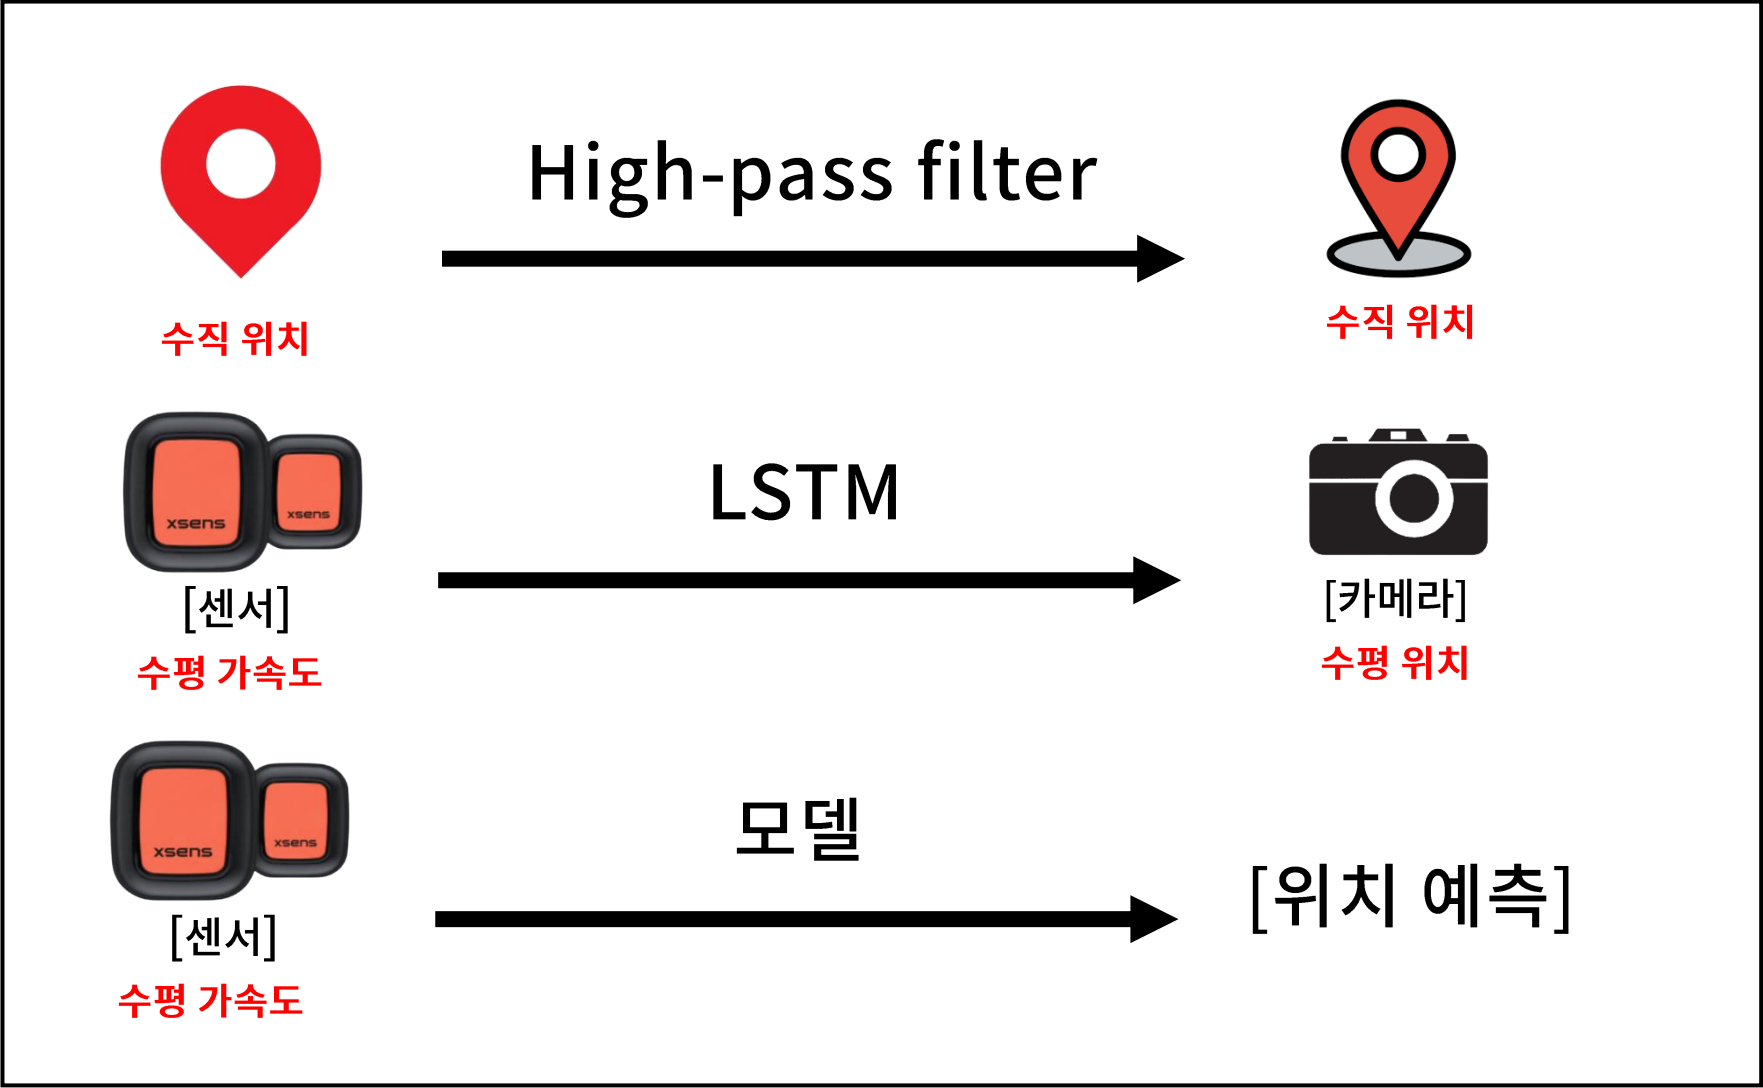 High-pass filter
수직 위치
수직 위치
xsens
xsens
LSTM
[센서]
수평 가속도
[카메라]
수평 위치
xsens
xsens
모델
[센서]
수평 가속도
[위치 예측]